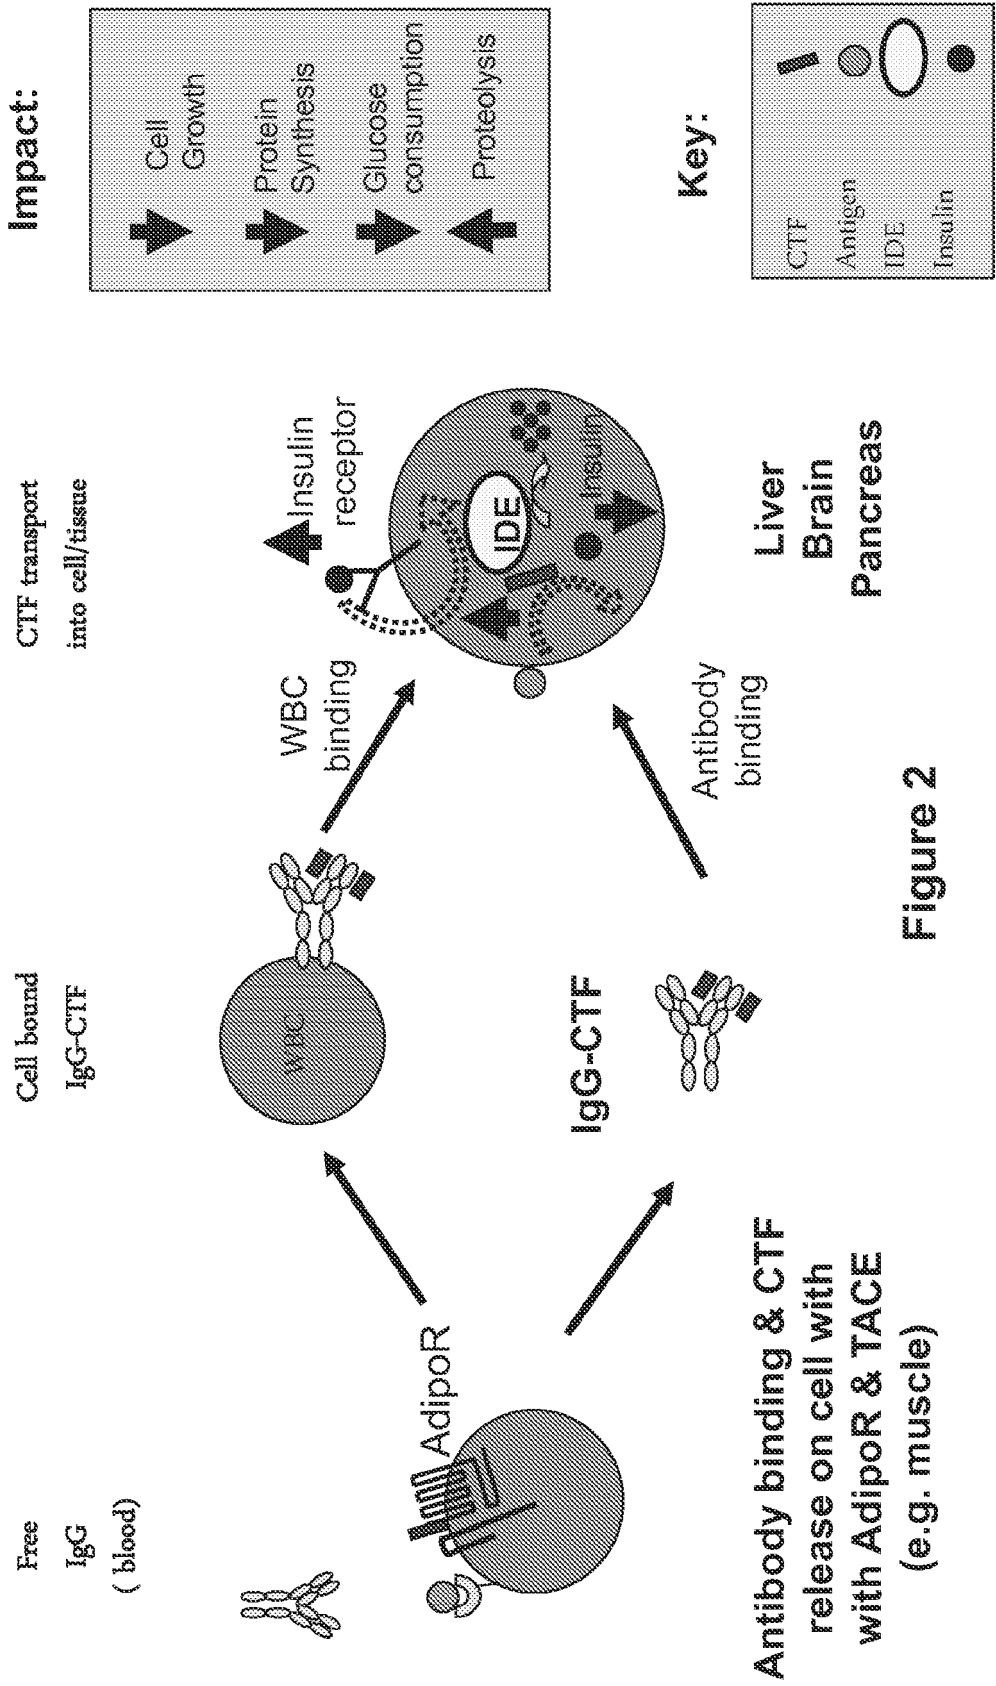 Free
IgG
( blood)
Cell bound
IgG-CTF
CTF transport
into cell/tissue
Impact:
Cell
Growth
Protein
Synthesis
Glucose
consumption
Proteolysis
WBC
WBC
binding
Insulin
receptor
AdipoR
IDE
Insulin
IgG-CTF
Antibody
binding
Key:
CTF
Antigen
IDE
Insulin
Antibody binding & CTF
release on cell with
with AdipoR & TACE
(e.g. muscle)
Liver
Brain
Pancreas
Figure 2